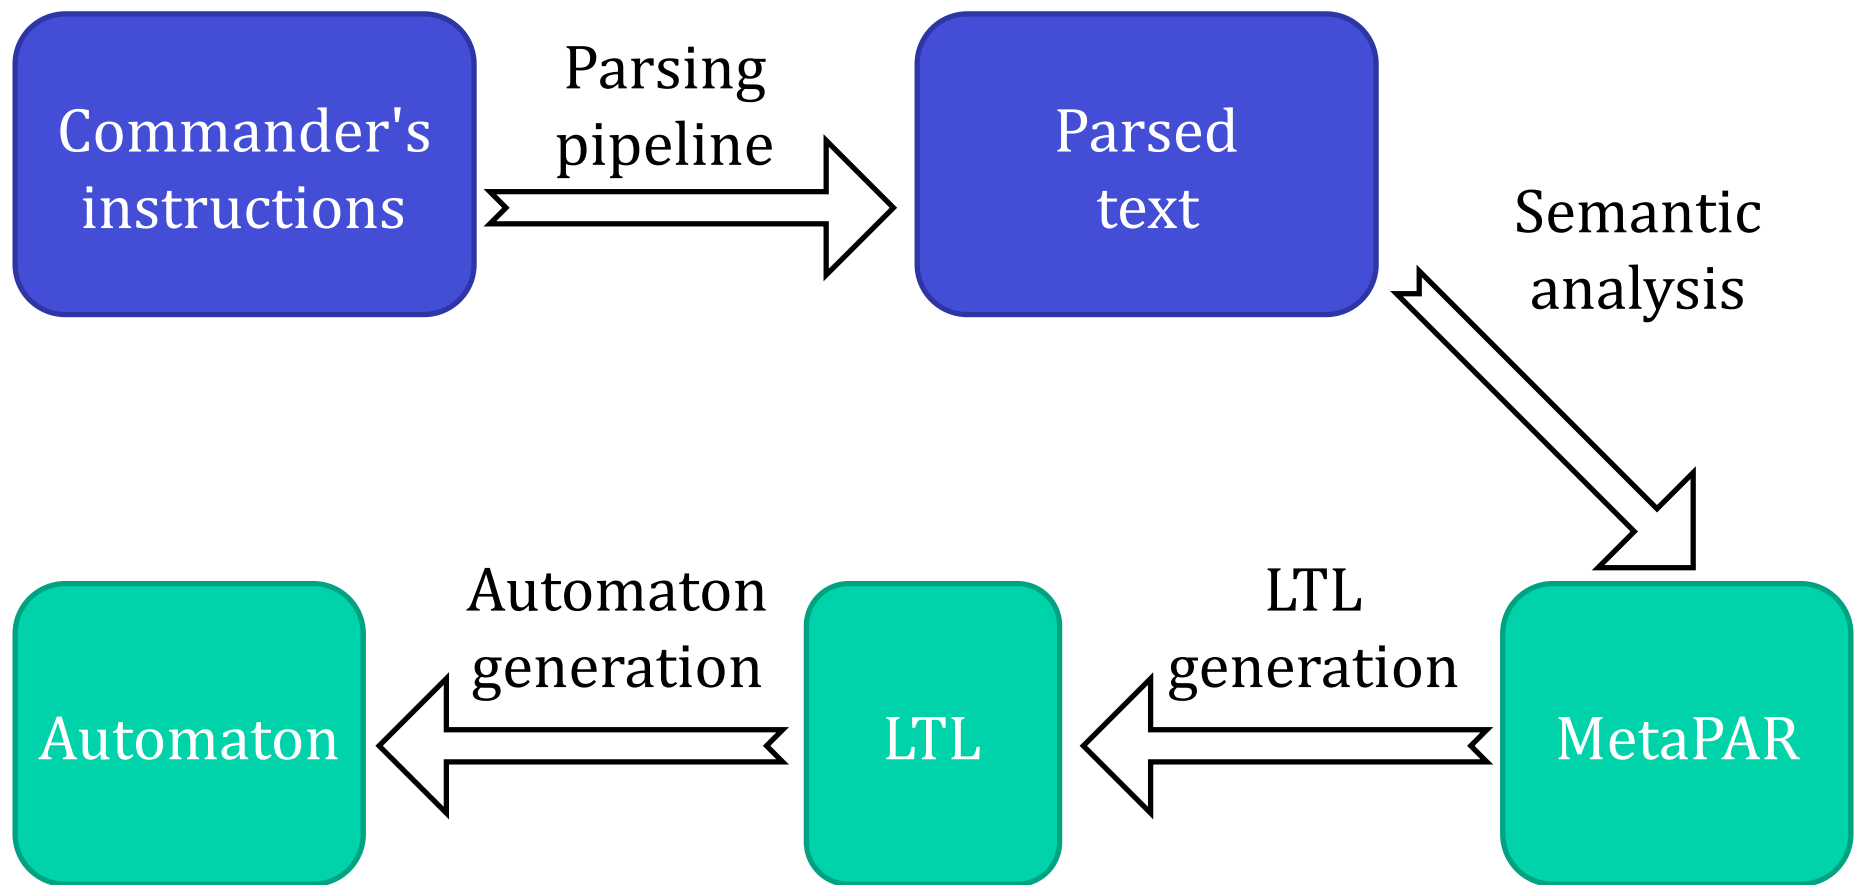 Commander's
instructions
Parsing
pipeline
Parsed
text
Semantic
analysis
MetaPAR
LTL
generation
LTL
Automaton
generation
Automaton